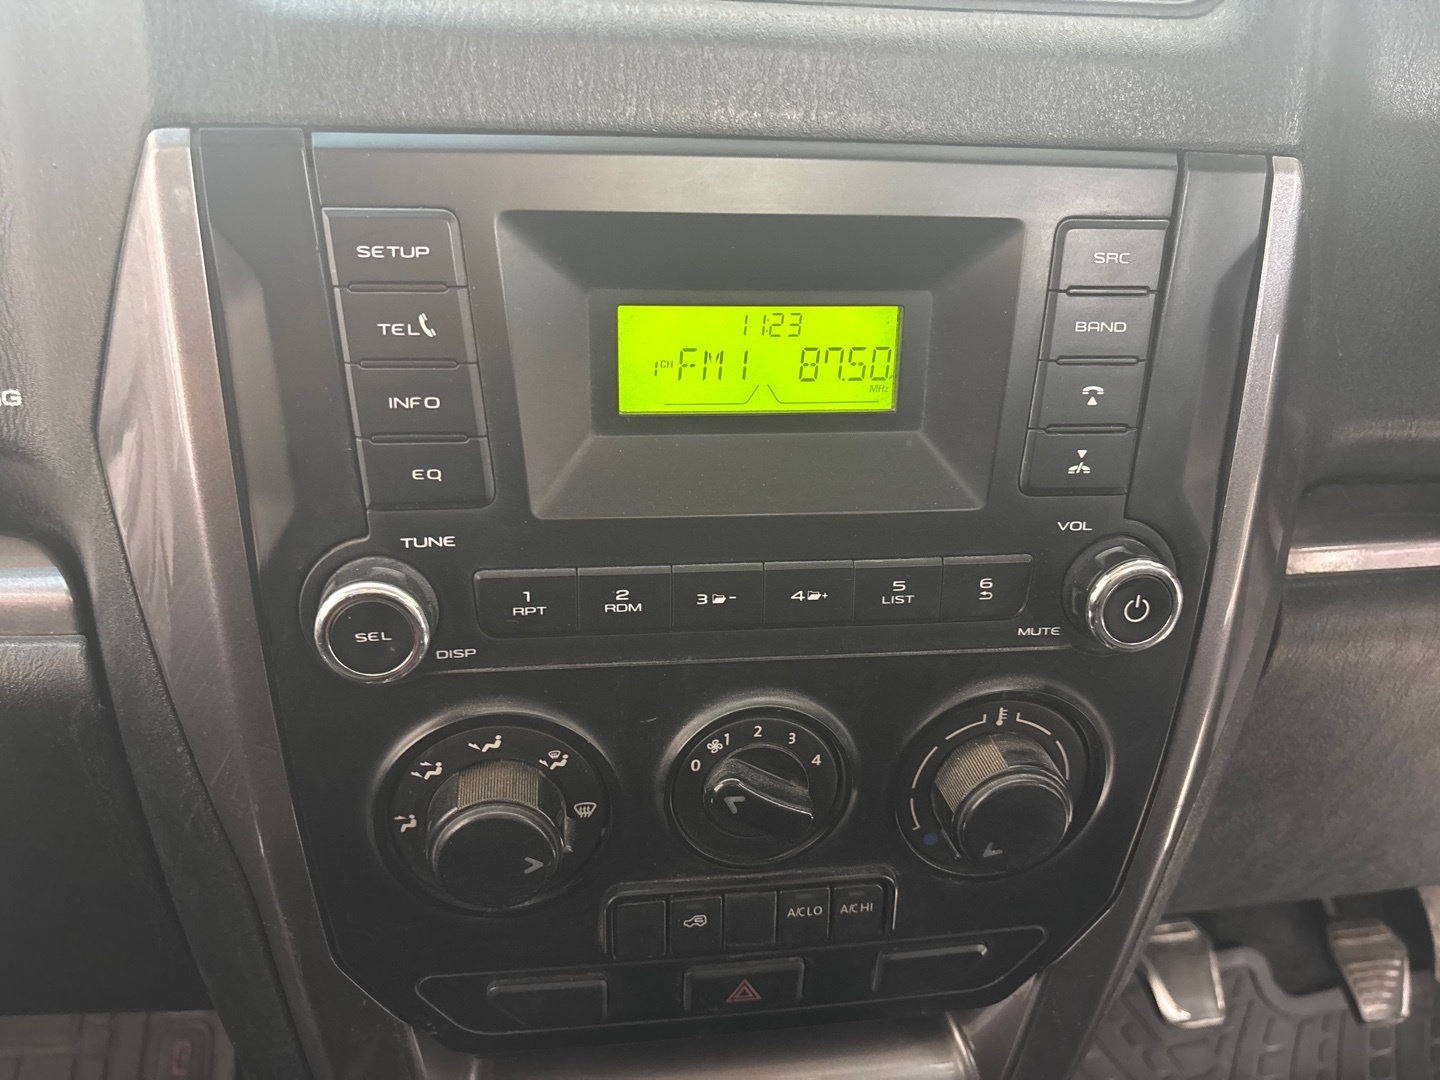 SETUP
TEL
INFO
EQ
11:23
1CH FM1 87.50
MHz
SRC
BAND
TUNE
VOL
SEL
DISP
1
RPT
2
RDM
3 -
4 +
5
LIST
6
MUTE
0 1 2 3 4
A/C LO
A/C HI